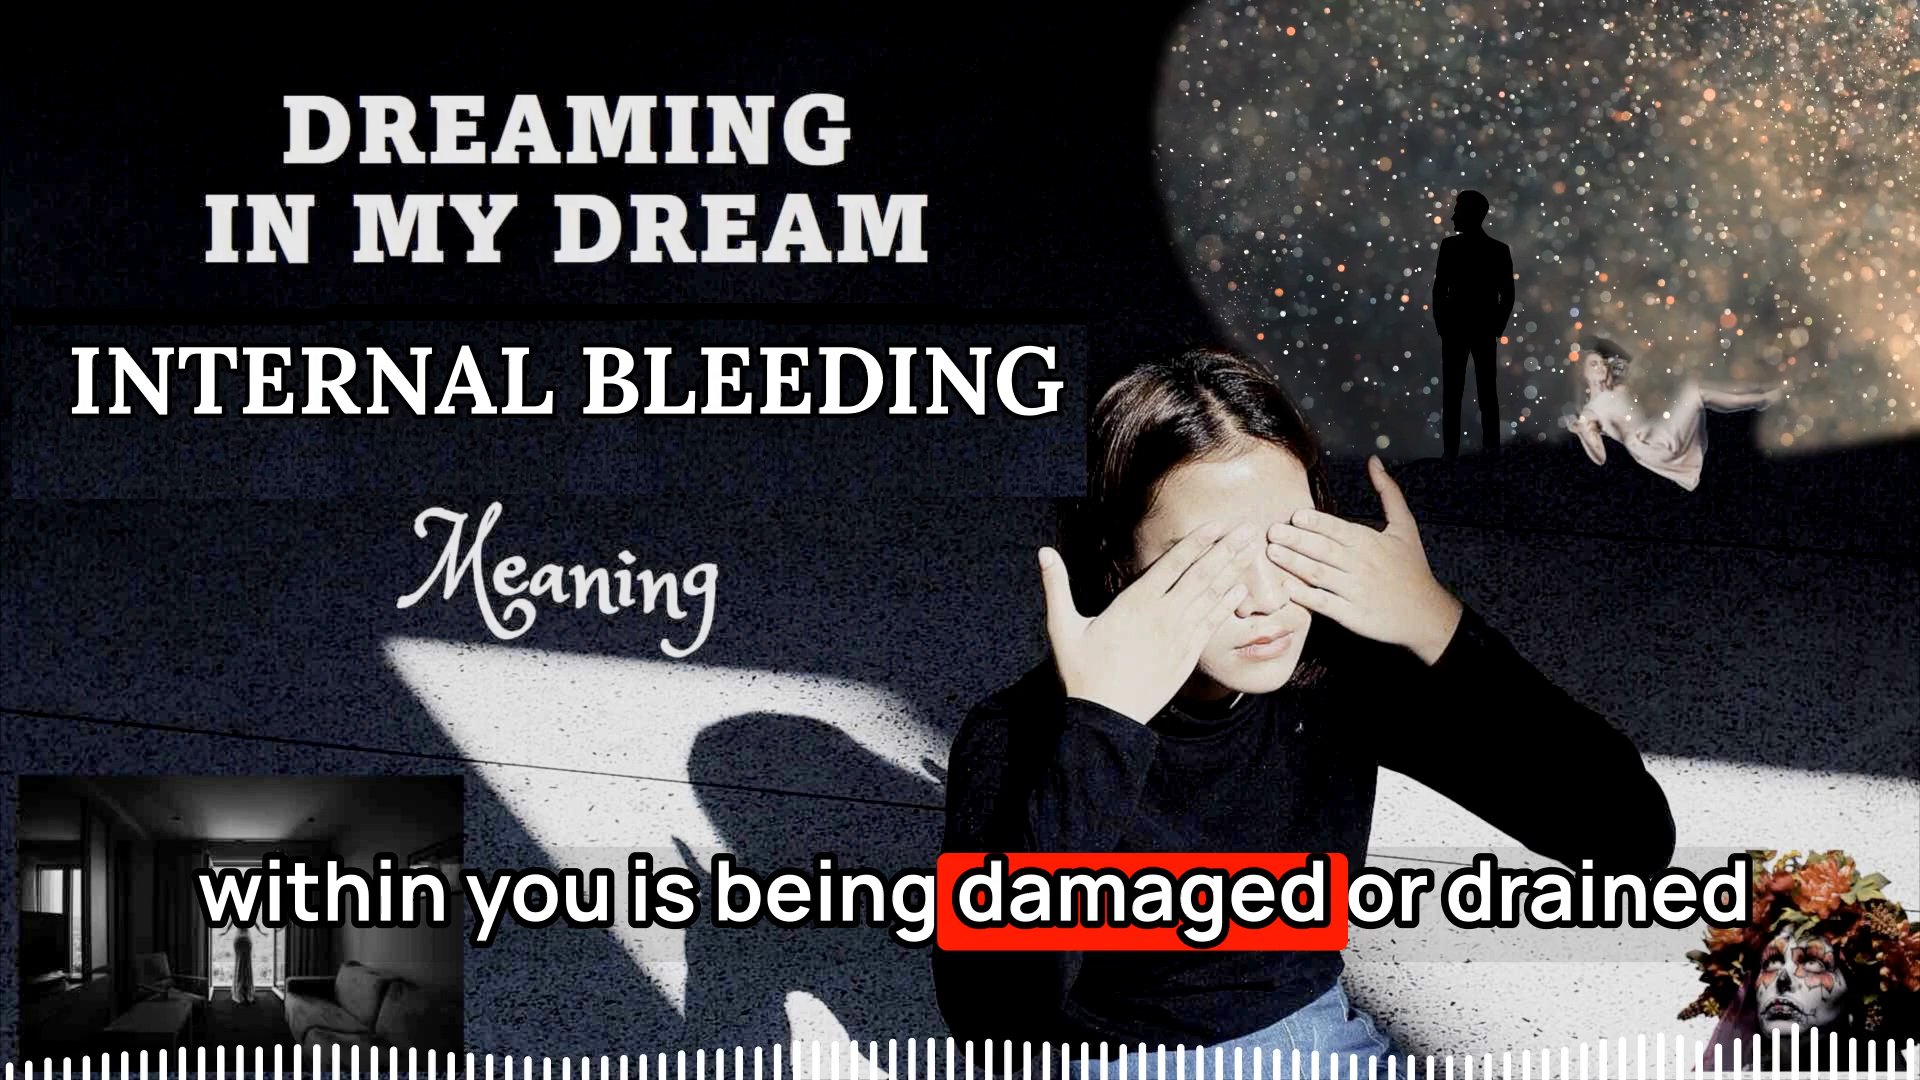 DREAMING
IN MY DREAM
INTERNAL BLEEDING
Meaning
within you is being damaged or drained